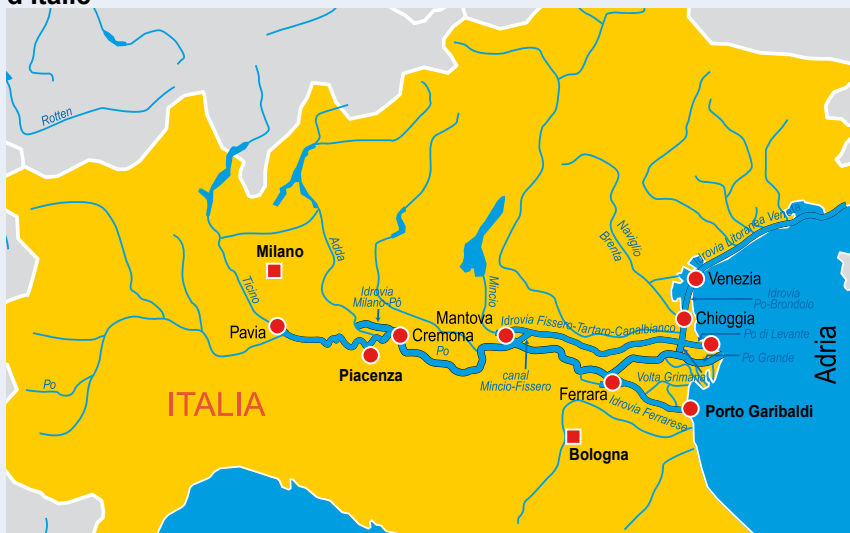 d'Italie
Rotten
Milano
Ticino
Adda
Idrovia
Milano-Pô
Pavia
Piacenza
Cremona
Po
Mantova
Mincio
Idrovia Fissero-Tartaro-Canalbianco
canal
Mincio-Fissero
Naviglio
Brenta
Idrovia Litoranea Veneta
Venezia
Idrovia
Po-Brondolo
Chioggia
Po di Levante
Po Grande
Volta Grimana
Ferrara
Idrovia Ferrarese
Porto Garibaldi
Bologna
Po
ITALIA
Adria